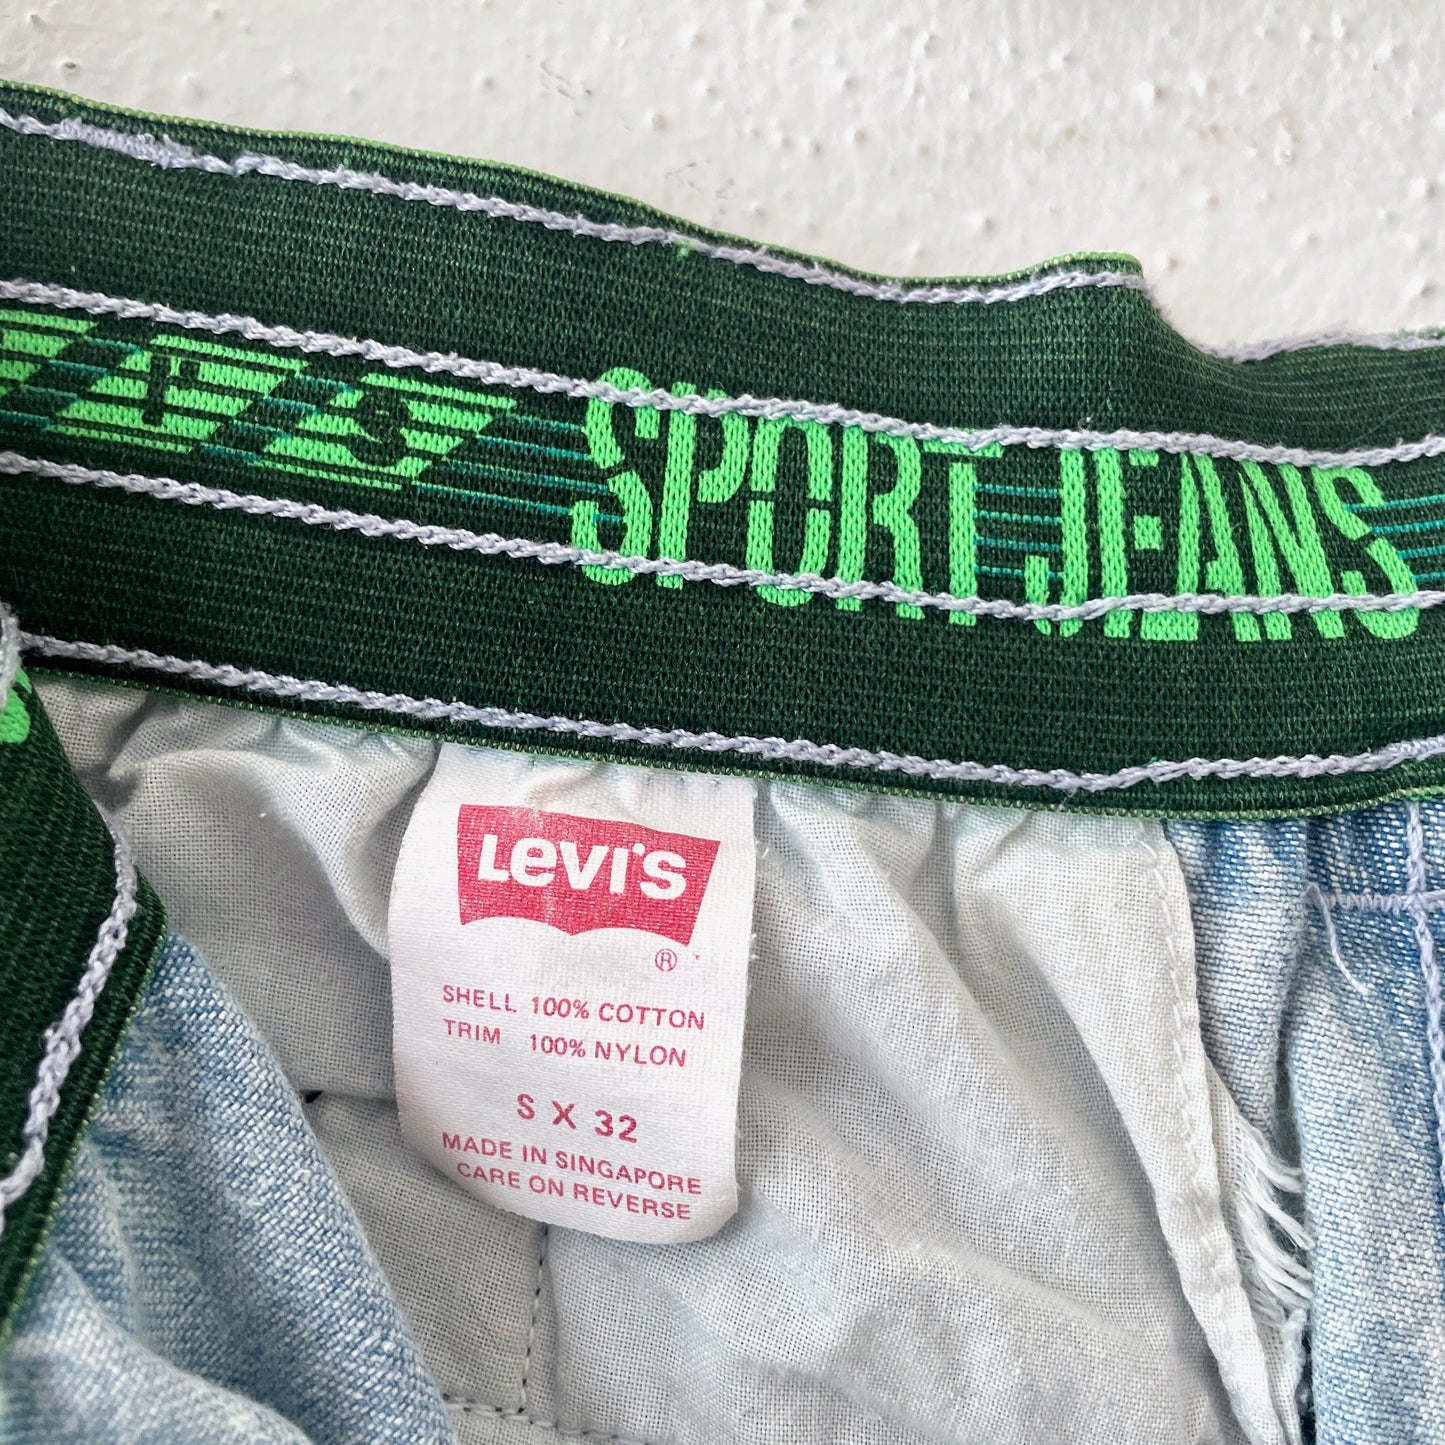 SPORT JEANS
LEVI'S
®
SHELL 100% COTTON
TRIM 100% NYLON
S X 32
MADE IN SINGAPORE
CARE ON REVERSE